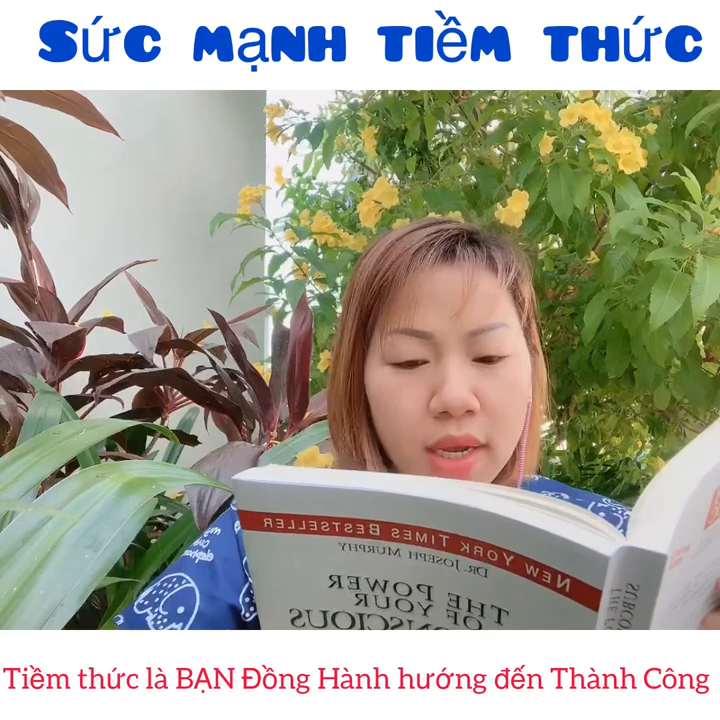 Sức mạnh tiềm thức
NEW YORK TIMES BESTSELLER
DR. JOSEPH MURPHY
THE POWER
OF YOUR
Tiềm thức là BẠN Đồng Hành hướng đến Thành Công